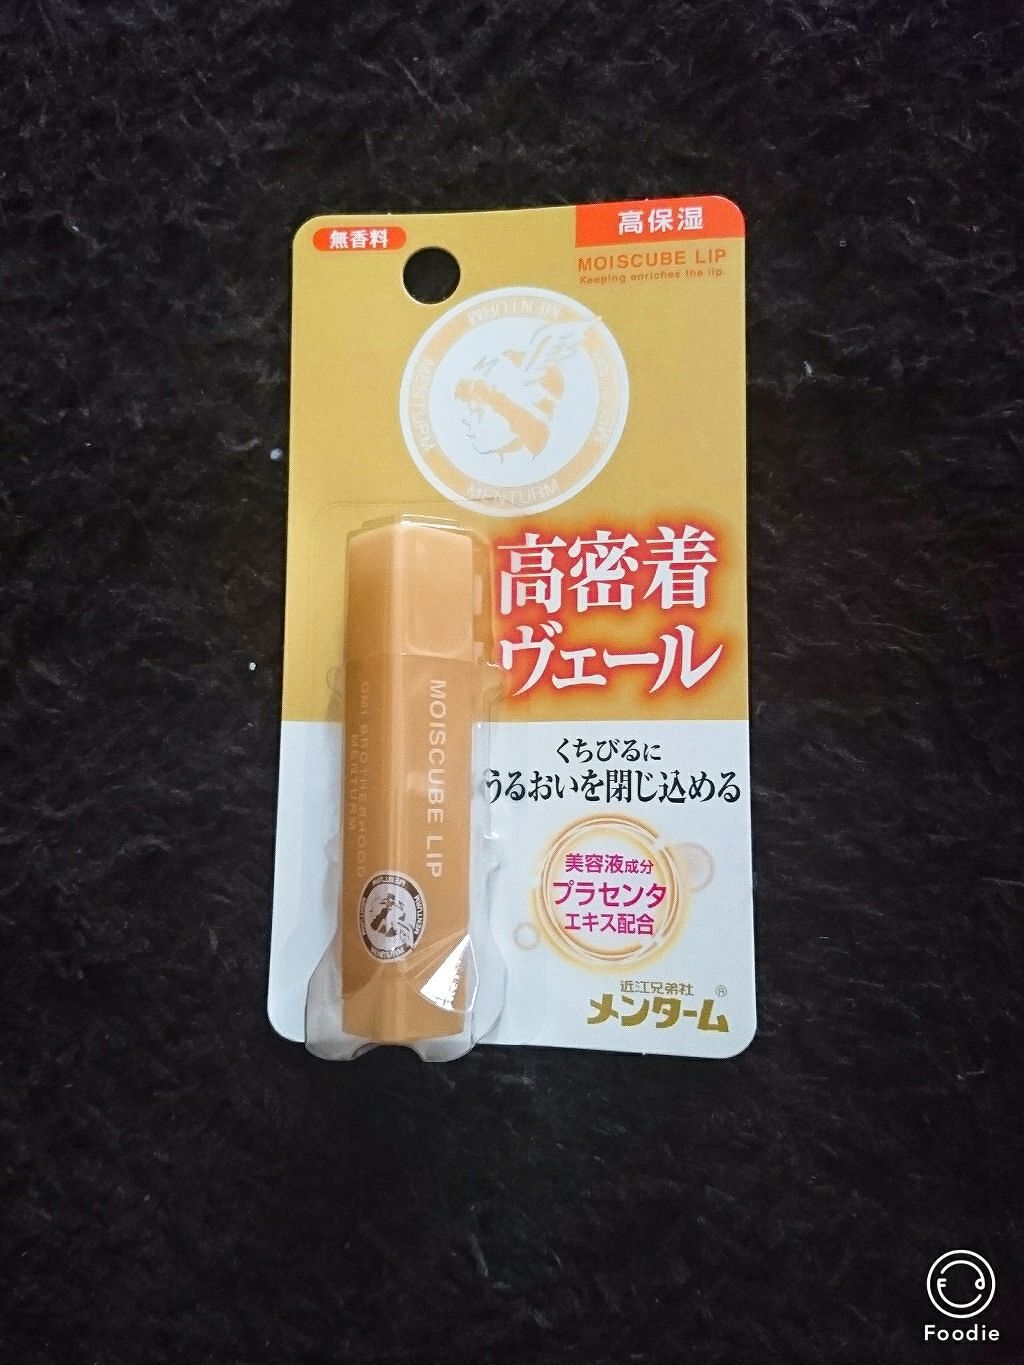 無香料
高保湿
MOISCUBE LIP
Keeping enriches the lip.
MENTURM
MENTURM
MENTURM
高密着
ヴェール
くちびるに
うるおいを閉じ込める
美容液成分
プラセンタ
エキス配合
近江兄弟社
メンターム®
MOISCUBE LIP
OMI BROTHERHOOD
MENTURM
Foodie